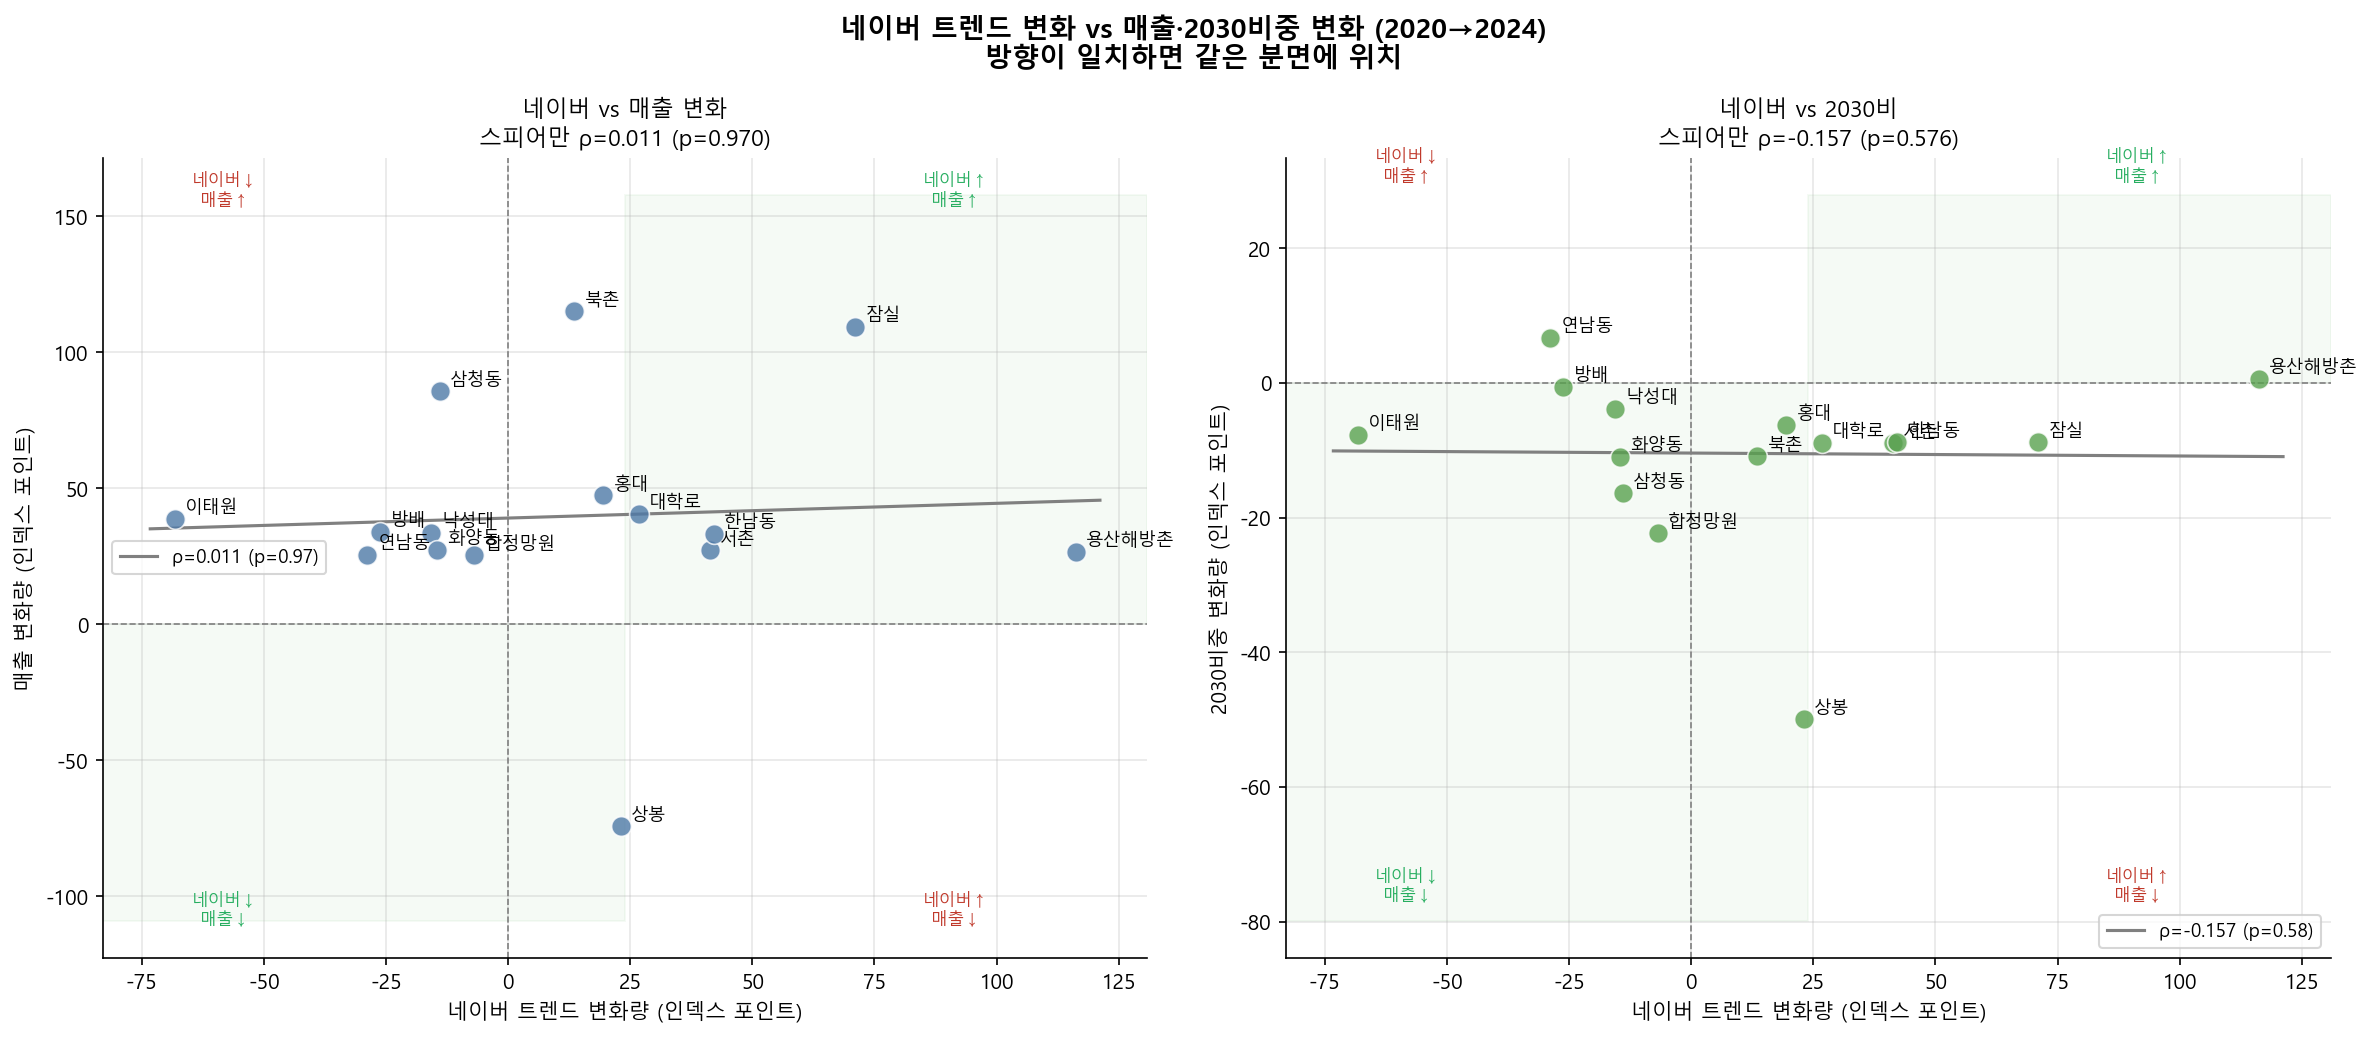 네이버 트렌드 변화 vs 매출·2030비중 변화 (2020→2024)
방향이 일치하면 같은 분면에 위치
네이버 vs 매출 변화
스피어만 ρ=0.011 (p=0.970)
네이버↓
매출↑
네이버↑
매출↑
150
100
50
0
-50
-100
매출 변화량 (인덱스 포인트)
북촌
잠실
삼청동
홍대
대학로
이태원
방배
낙성대
한남동
연남동
화양동
합정망원
서촌
용산해방촌
ρ=0.011 (p=0.97)
상봉
네이버↓
매출↓
네이버↑
매출↓
-75
-50
-25
0
25
50
75
100
125
네이버 트렌드 변화량 (인덱스 포인트)
네이버 vs 2030비
스피어만 ρ=-0.157 (p=0.576)
네이버↓
매출↑
네이버↑
매출↑
20
0
-20
-40
-60
-80
2030비중 변화량 (인덱스 포인트)
연남동
방배
용산해방촌
낙성대
이태원
홍대
대학로
서촌
한남동
잠실
화양동
북촌
삼청동
합정망원
상봉
네이버↓
매출↓
네이버↑
매출↓
ρ=-0.157 (p=0.58)
-75
-50
-25
0
25
50
75
100
125
네이버 트렌드 변화량 (인덱스 포인트)